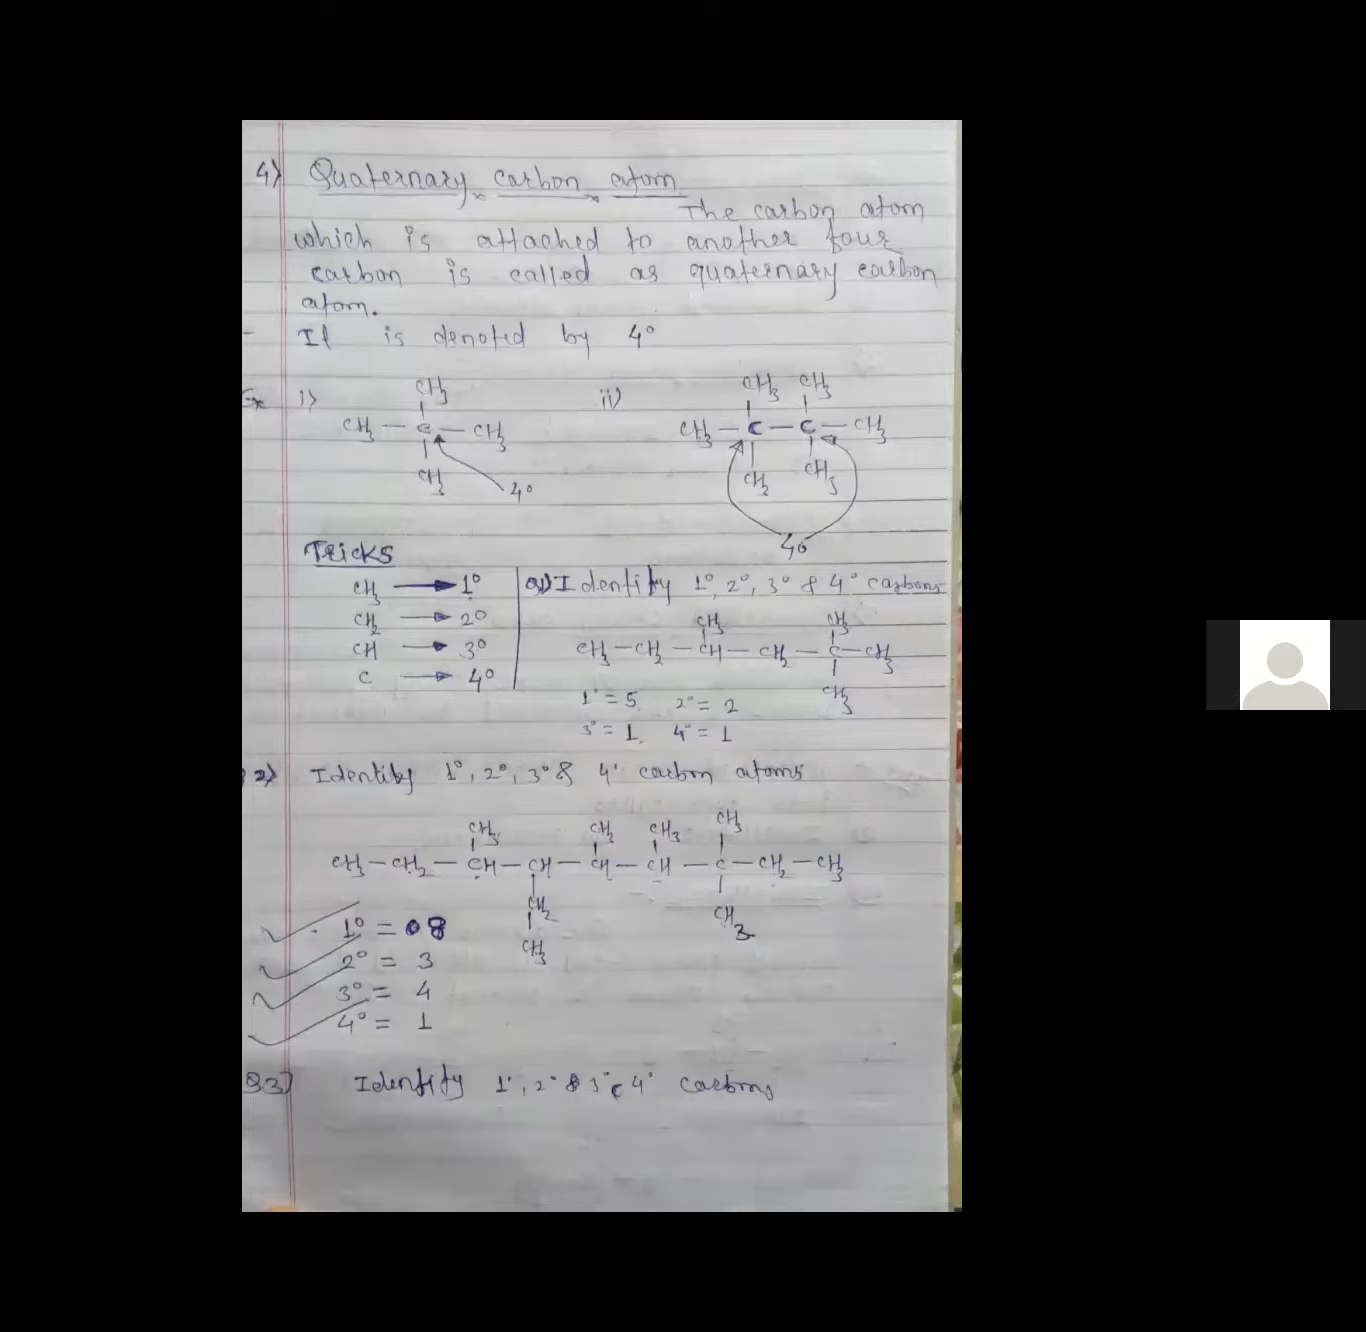 4) Quaternary carbon atom
The carbon atom
which is attached to another four
carbon is called as quaternary carbon
atom.
- It is denoted by 4°
Ex i) ii)
CH3 CH3 CH3
CH3 - C - CH3 CH3 - C - C - CH3
CH3 CH3 CH3
4°
4°
Tricks
CH3 → 1° Q1) Identify 1°, 2°, 3° & 4° carbons
CH2 → 2° CH3 CH3
CH → 3° CH3 - CH2 - CH - CH2 - C - CH3
C → 4° CH3
1° = 5 2° = 2
3° = 1 4° = 1
2) Identify 1°, 2°, 3° & 4° carbon atoms
CH3 CH3 CH3 CH3
CH3 - CH2 - CH - CH - CH - CH - C - CH2 - CH3
CH2 CH3
CH3
1° = 08
2° = 3
3° = 4
4° = 1
Q3) Identify 1°, 2° & 3° 4° carbons